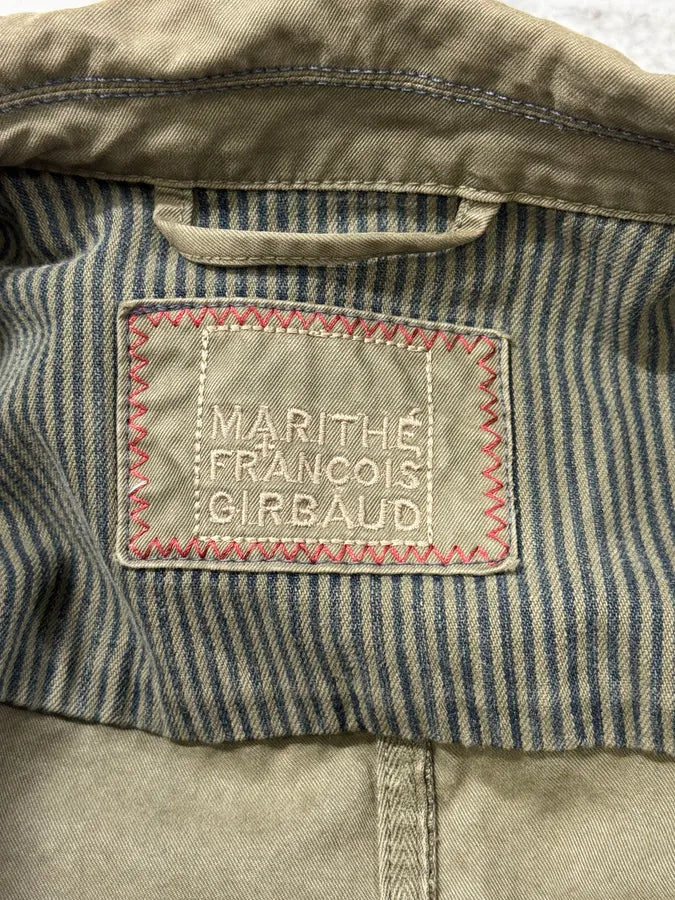 MARITHÉ
+
FRANÇOIS
GIRBAUD